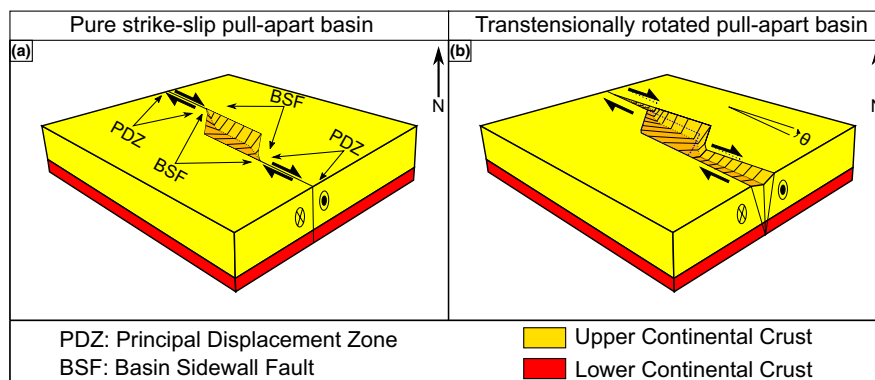 Pure strike-slip pull-apart basin
Transtensionally rotated pull-apart basin
(a)
BSF
PDZ
PDZ
BSF
N
(b)
θ
N
PDZ: Principal Displacement Zone
BSF: Basin Sidewall Fault
Upper Continental Crust
Lower Continental Crust